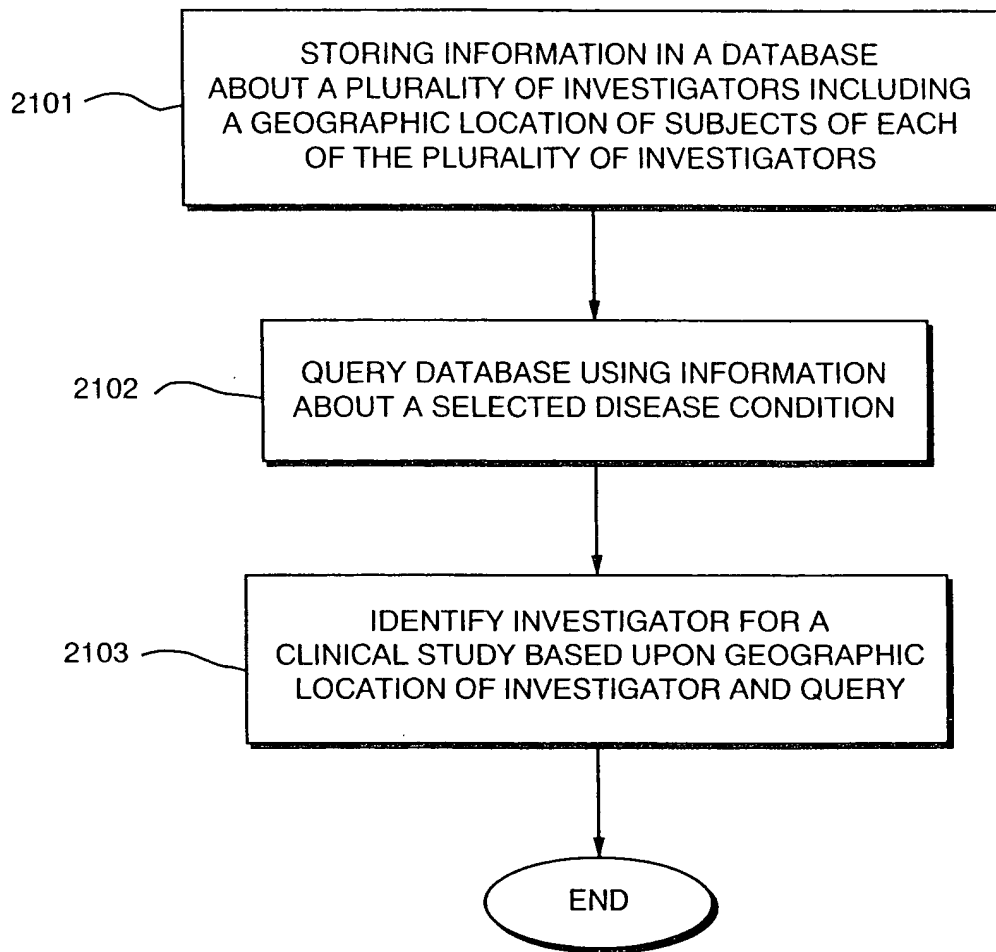 STORING INFORMATION IN A DATABASE
ABOUT A PLURALITY OF INVESTIGATORS INCLUDING
A GEOGRAPHIC LOCATION OF SUBJECTS OF EACH
OF THE PLURALITY OF INVESTIGATORS
2101
QUERY DATABASE USING INFORMATION
ABOUT A SELECTED DISEASE CONDITION
2102
IDENTIFY INVESTIGATOR FOR A
CLINICAL STUDY BASED UPON GEOGRAPHIC
LOCATION OF INVESTIGATOR AND QUERY
2103
END